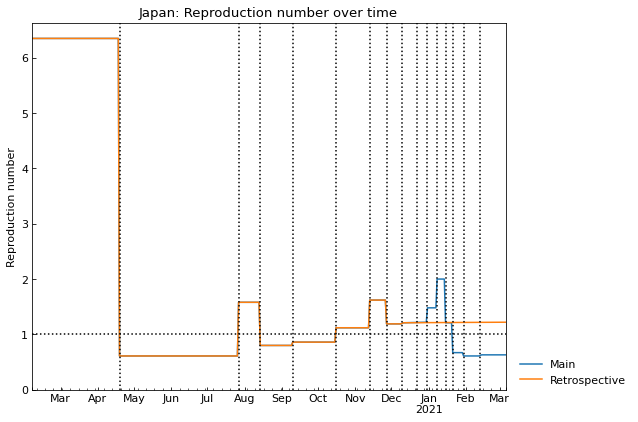 Japan: Reproduction number over time
Reproduction number
6
5
4
3
2
1
0
Mar Apr May Jun Jul Aug Sep Oct Nov Dec Jan Feb Mar
2021
Main
Retrospective